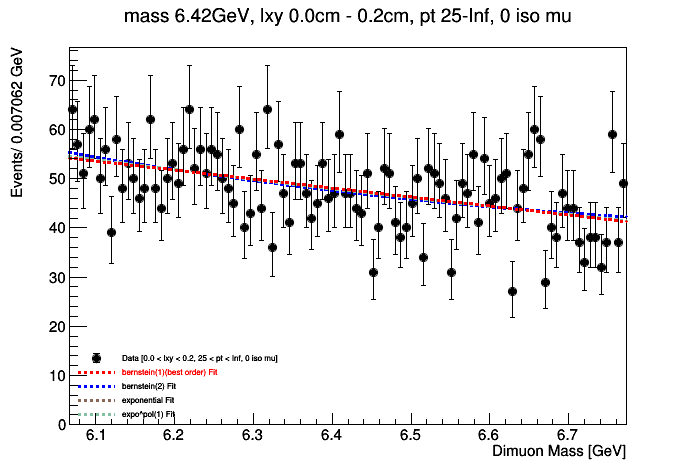 mass 6.42GeV, lxy 0.0cm - 0.2cm, pt 25-Inf, 0 iso mu
Events/ 0.007062 GeV
70
60
50
40
30
20
10
0
Data [0.0 < lxy < 0.2, 25 < pt < Inf, 0 iso mu]
bernstein(1)(best order) Fit
bernstein(2) Fit
exponential Fit
expo*pol(1) Fit
6.1 6.2 6.3 6.4 6.5 6.6 6.7
Dimuon Mass [GeV]